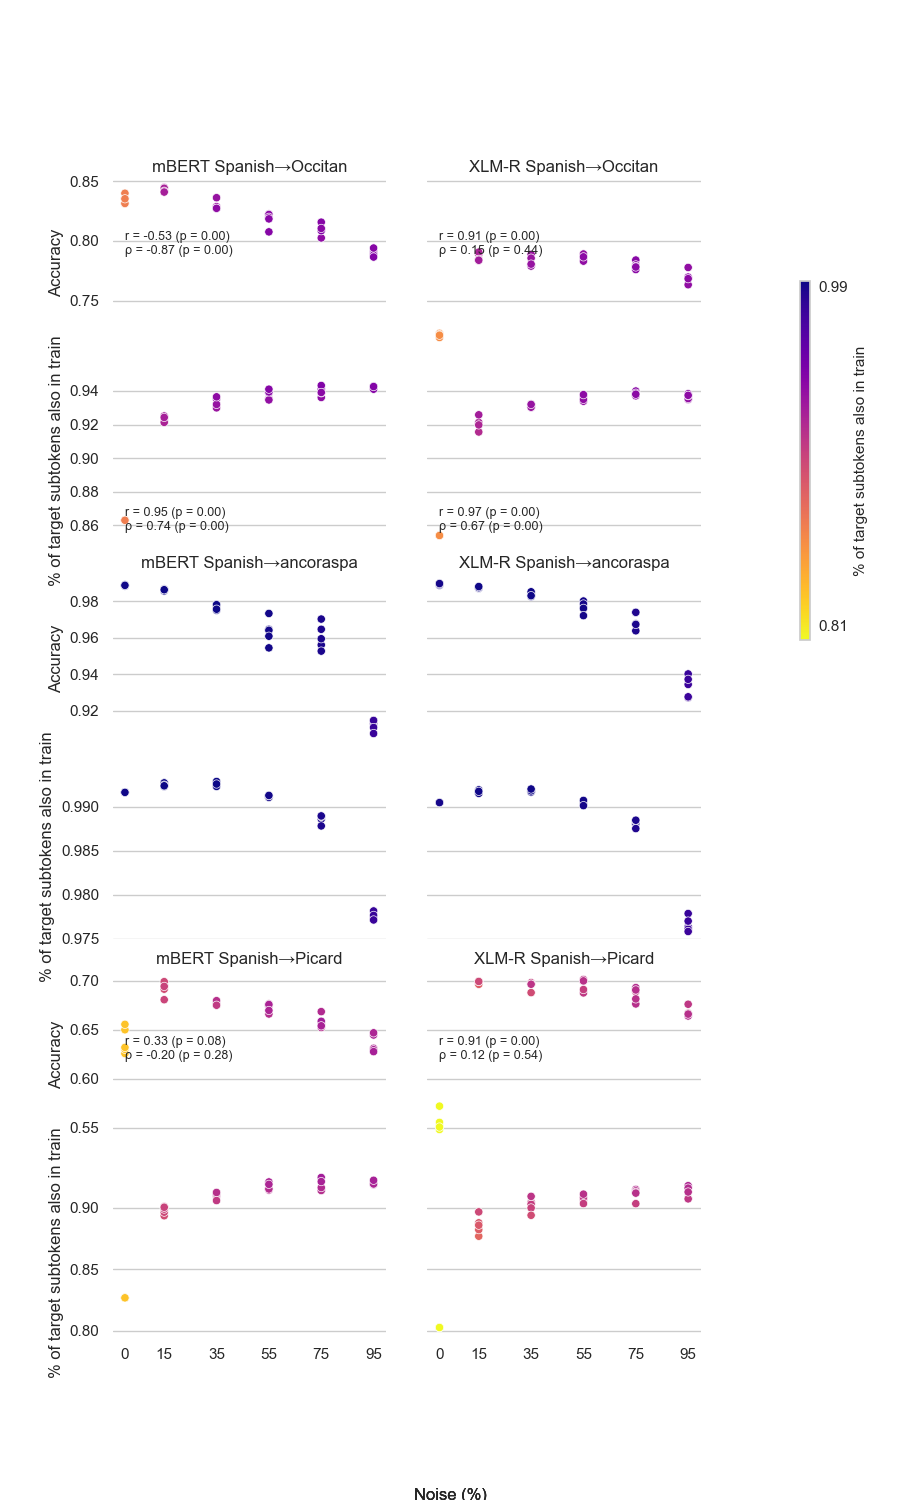 mBERT Spanish→Occitan
XLM-R Spanish→Occitan
0.85
0.80
0.75
Accuracy
r = -0.53 (p = 0.00)
ρ = -0.87 (p = 0.00)
r = 0.91 (p = 0.00)
ρ = 0.15 (p = 0.44)
0.94
0.92
0.90
0.88
0.86
% of target subtokens also in train
r = 0.95 (p = 0.00)
ρ = 0.74 (p = 0.00)
r = 0.97 (p = 0.00)
ρ = 0.67 (p = 0.00)
mBERT Spanish→ancoraspa
XLM-R Spanish→ancoraspa
0.98
0.96
0.94
0.92
Accuracy
0.990
0.985
0.980
0.975
% of target subtokens also in train
mBERT Spanish→Picard
XLM-R Spanish→Picard
0.70
0.65
0.60
0.55
Accuracy
r = 0.33 (p = 0.08)
ρ = -0.20 (p = 0.28)
r = 0.91 (p = 0.00)
ρ = 0.12 (p = 0.54)
0.90
0.85
0.80
% of target subtokens also in train
0 15 35 55 75 95
0 15 35 55 75 95
Noise (%)
0.99
0.81
% of target subtokens also in train